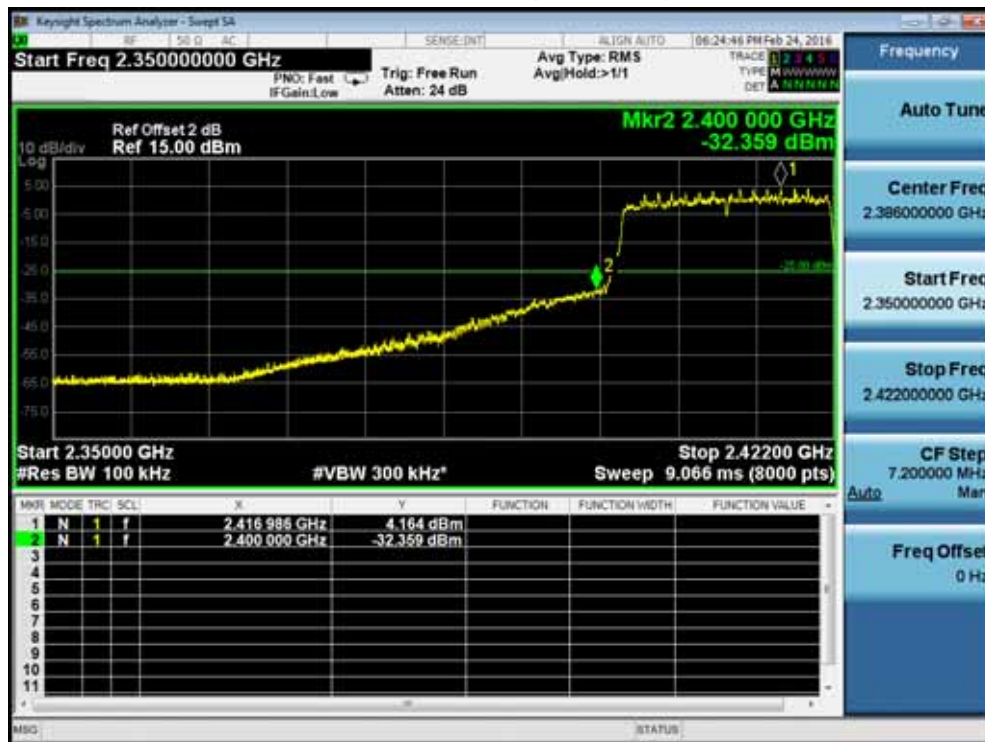 Keysight Spectrum Analyzer - Swept SA
RF 50 Ω AC SENSE:INT ALIGN AUTO 06:24:46 PM Feb 24, 2016
Start Freq 2.350000000 GHz
PNO: Fast
IFGain:Low
Trig: Free Run
Atten: 24 dB
Avg Type: RMS
Avg|Hold:>1/1
TRACE 1 2 3 4 5 6
TYPE M WWWWW
DET A N N N N N
Ref Offset 2 dB
10 dB/div Ref 15.00 dBm
Log
Mkr2 2.400 000 GHz
-32.359 dBm
5.00
-5.00
-15.0
-25.0
-35.0
-45.0
-55.0
-65.0
-75.0
1
2
-25.00 dBm
Start 2.35000 GHz Stop 2.42200 GHz
#Res BW 100 kHz #VBW 300 kHz* Sweep 9.066 ms (8000 pts)
MKR MODE TRC SCL X Y FUNCTION FUNCTION WIDTH FUNCTION VALUE
1 N 1 f 2.416 986 GHz 4.164 dBm
2 N 1 f 2.400 000 GHz -32.359 dBm
3
4
5
6
7
8
9
10
11
MSG STATUS
Frequency
Auto Tune
Center Freq
2.386000000 GHz
Start Freq
2.350000000 GHz
Stop Freq
2.422000000 GHz
CF Step
7.200000 MHz
Auto Man
Freq Offset
0 Hz